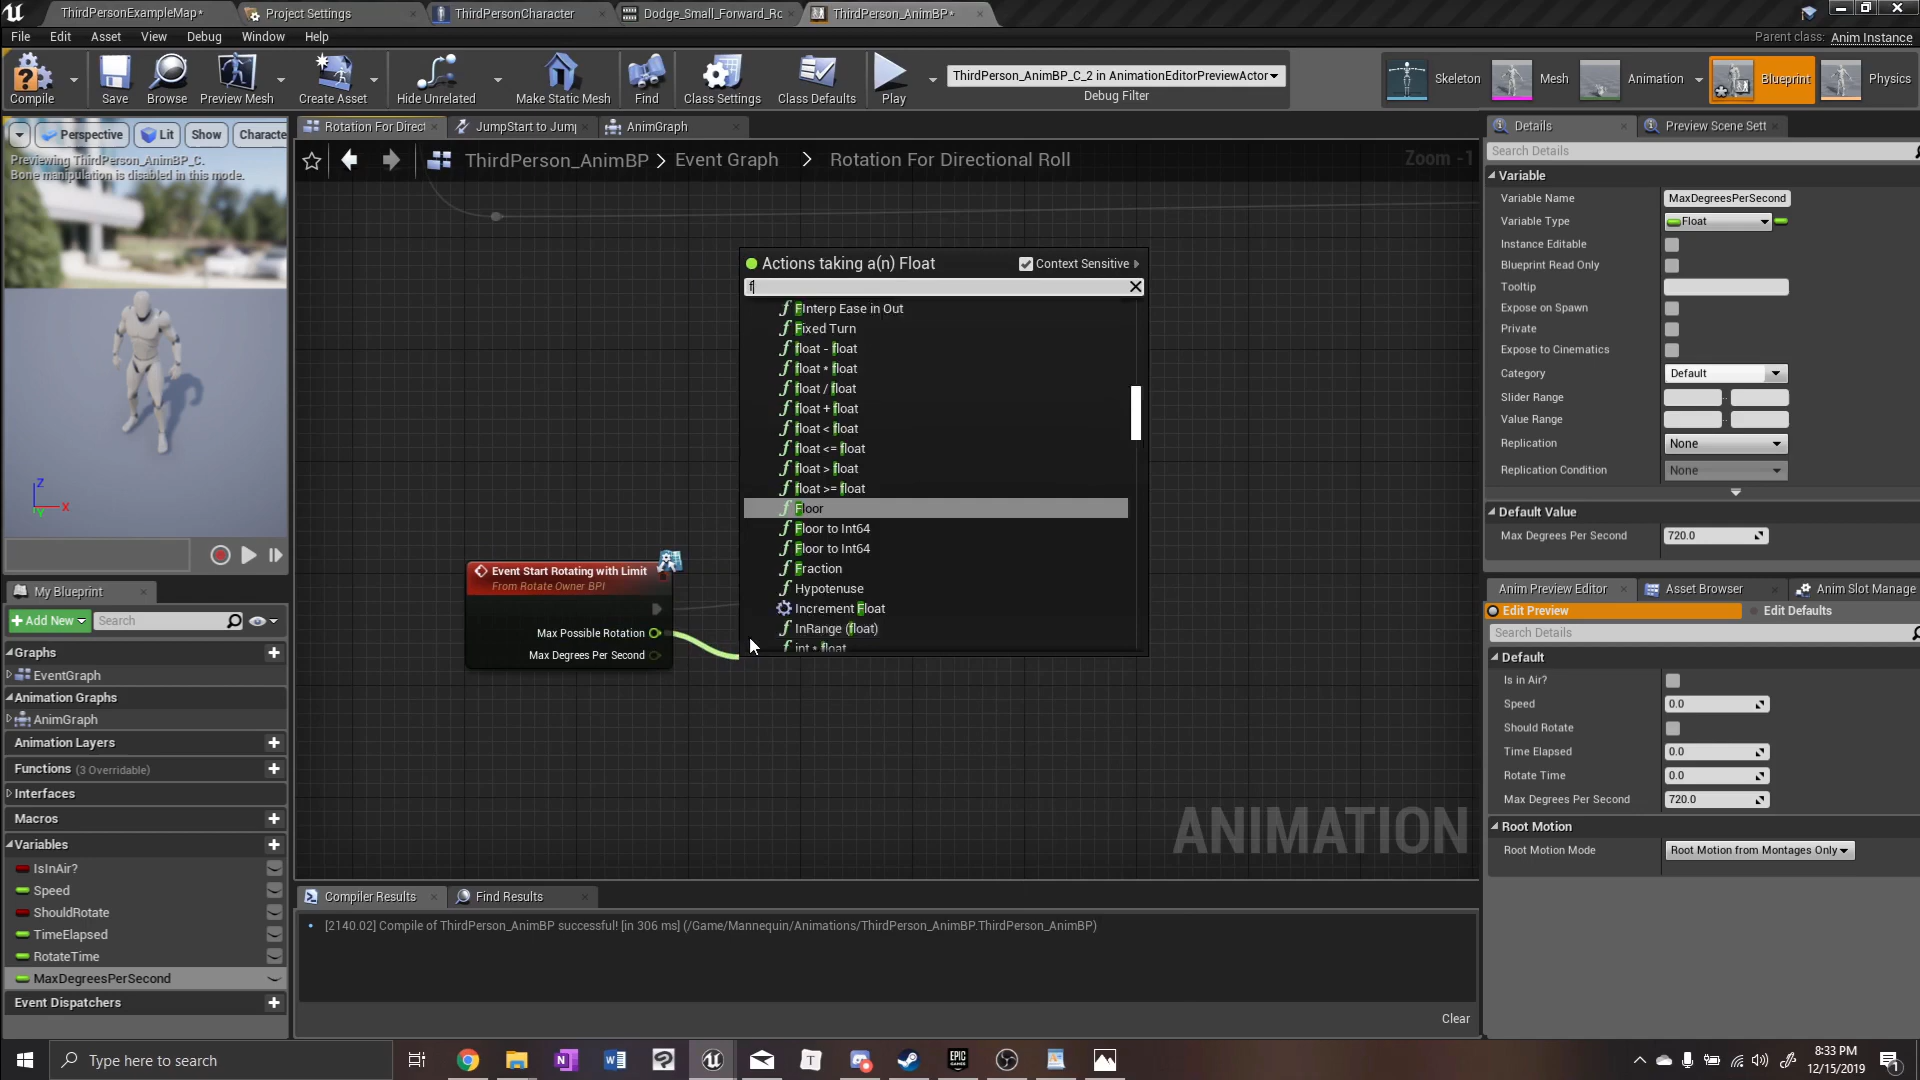 ThirdPersonExampleMap*
Project Settings
ThirdPersonCharacter
Dodge_Small_Forward_Ro
ThirdPerson_AnimBP*
File Edit Asset View Debug Window Help
Parent class: Anim Instance
Compile
Save
Browse
Preview Mesh
Create Asset
Hide Unrelated
Make Static Mesh
Find
Class Settings
Class Defaults
Play
ThirdPerson_AnimBP_C_2 in AnimationEditorPreviewActor
Debug Filter
Skeleton
Mesh
Animation
Blueprint
Physics
Perspective
Lit
Show
Characte
Previewing ThirdPerson_AnimBP_C.
Bone manipulation is disabled in this mode.
Z
X
Y
Rotation For Direct
JumpStart to Jump
AnimGraph
ThirdPerson_AnimBP > Event Graph > Rotation For Directional Roll
Zoom -1
Actions taking a(n) Float
Context Sensitive
f
FInterp Ease in Out
Fixed Turn
float - float
float * float
float / float
float + float
float < float
float <= float
float > float
float >= float
Floor
Floor to Int64
Floor to Int64
Fraction
Hypotenuse
Increment Float
InRange (float)
int * float
Event Start Rotating with Limit
From Rotate Owner BPI
Max Possible Rotation
Max Degrees Per Second
ANIMATION
My Blueprint
Add New
Search
Graphs
EventGraph
Animation Graphs
AnimGraph
Animation Layers
Functions (3 Overridable)
Interfaces
Macros
Variables
IsInAir?
Speed
ShouldRotate
TimeElapsed
RotateTime
MaxDegreesPerSecond
Event Dispatchers
Compiler Results
Find Results
[2140.02] Compile of ThirdPerson_AnimBP successful! [in 306 ms] (/Game/Mannequin/Animations/ThirdPerson_AnimBP.ThirdPerson_AnimBP)
Clear
Details
Preview Scene Sett
Search Details
Variable
Variable Name MaxDegreesPerSecond
Variable Type Float
Instance Editable
Blueprint Read Only
Tooltip
Expose on Spawn
Private
Expose to Cinematics
Category Default
Slider Range
Value Range
Replication None
Replication Condition None
Default Value
Max Degrees Per Second 720.0
Anim Preview Editor
Asset Browser
Anim Slot Manage
Edit Preview
Edit Defaults
Search Details
Default
Is in Air?
Speed 0.0
Should Rotate
Time Elapsed 0.0
Rotate Time 0.0
Max Degrees Per Second 720.0
Root Motion
Root Motion Mode Root Motion from Montages Only
Type here to search
EPIC
GAMES
8:33 PM
12/15/2019
1